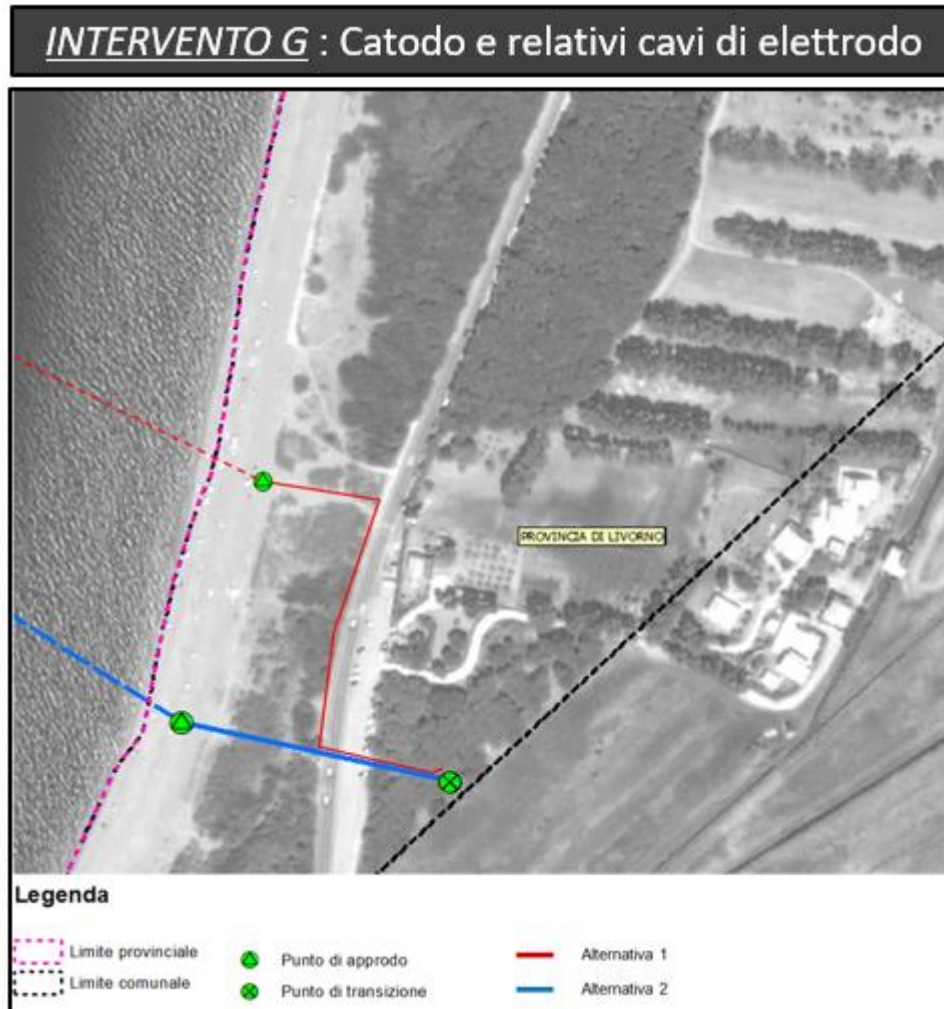 INTERVENTO G : Catodo e relativi cavi di elettrodo
PROVINCIA DI LIVORNO
Legenda
Limite provinciale
Limite comunale
Punto di approdo
Punto di transizione
Alternativa 1
Alternativa 2